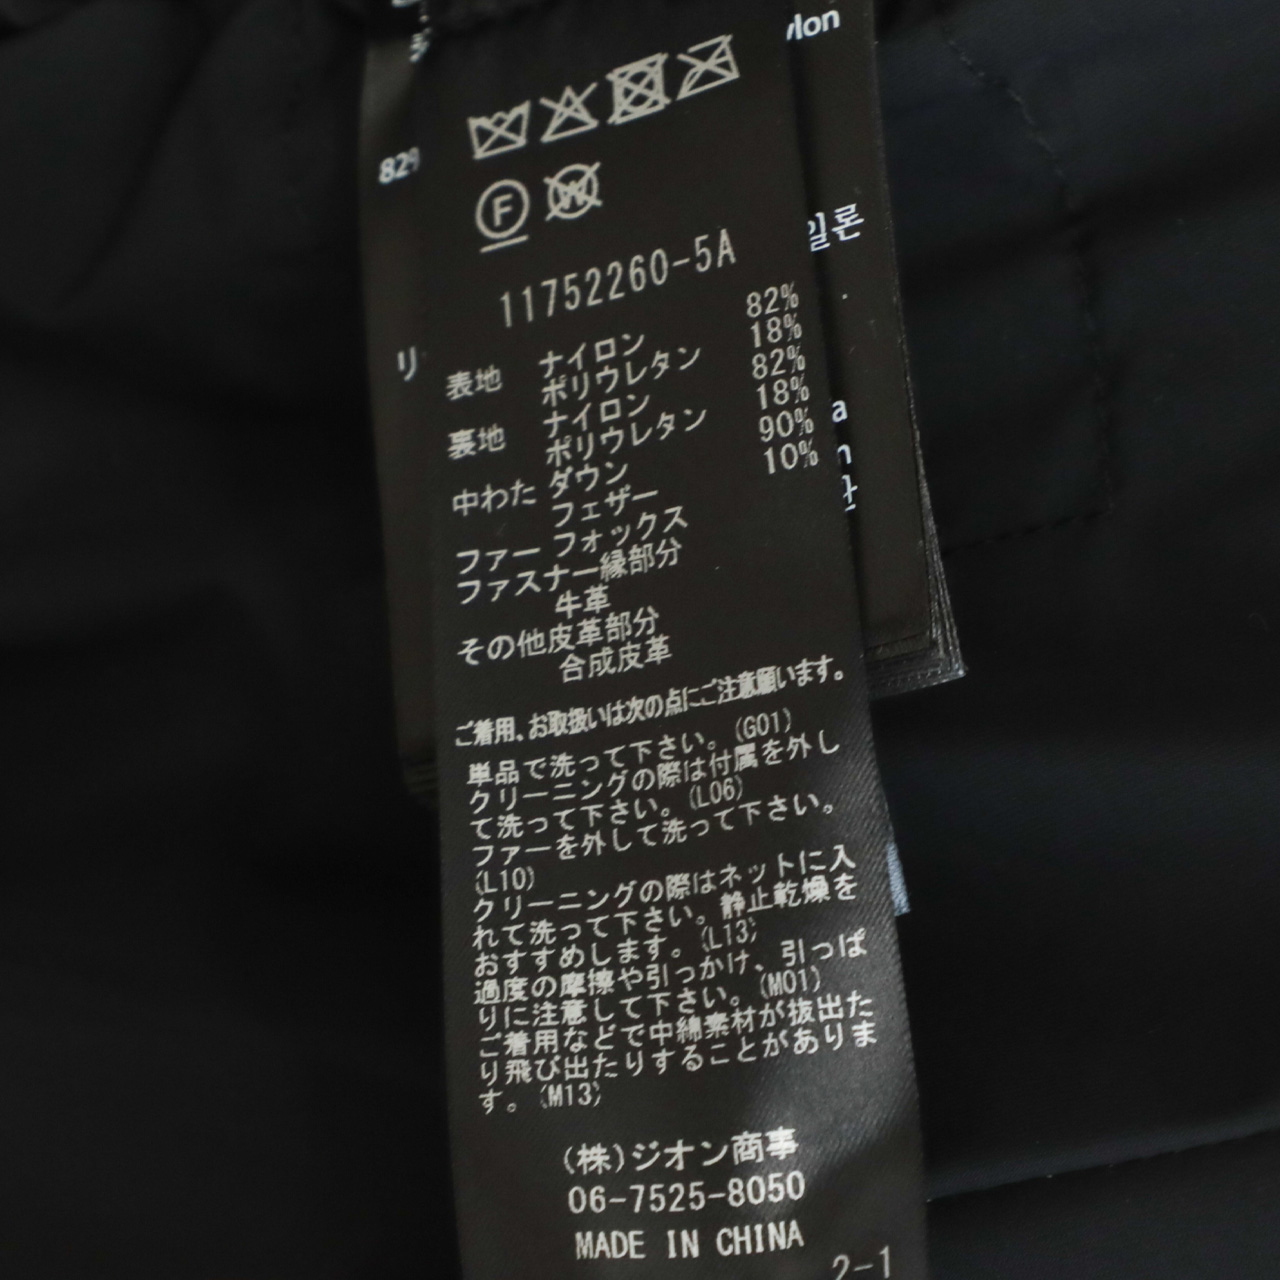 ylon
829
F W
11752260-5A
일론
リ
表地 ナイロン 82%
ポリウレタン 18%
裏地 ナイロン 82%
ポリウレタン 18%
中わた ダウン 90%
フェザー 10%
ファー フォックス
ファスナー縁部分
牛革
その他皮革部分
合成皮革
ご着用、お取扱いは次の点にご注意願います。
単品で洗って下さい。(G01)
クリーニングの際は付属を外し
て洗って下さい。(L06)
ファーを外して洗って下さい。
(L10)
クリーニングの際はネットに入
れて洗って下さい。静止乾燥を
おすすめします。(L13)
過度の摩擦や引っかけ、引っぱ
りに注意して下さい。(M01)
ご着用などで中綿素材が抜出た
り飛び出たりすることがありま
す。(M13)
(株)ジオン商事
06-7525-8050
MADE IN CHINA
2-1